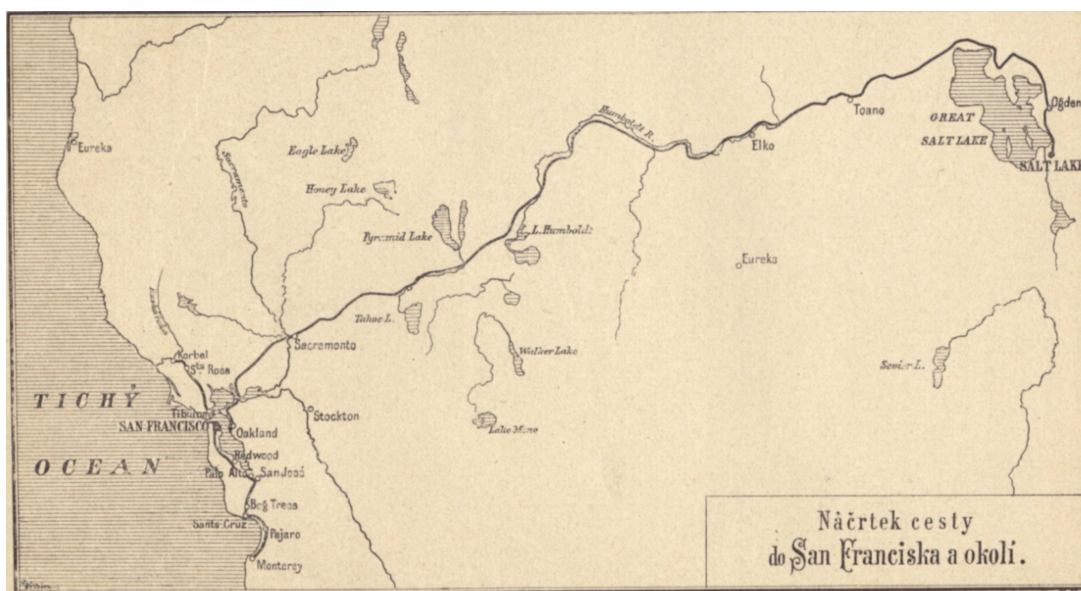 Eureka
Sacramento
Eagle Lake
Honey Lake
Pyramid Lake
Humboldt R.
L. Humboldt
Elko
Toano
GREAT
SALT LAKE
Ogden
SALT LAKE
Eureka
Tahoe L.
Sacramento
Walker Lake
Lake Mono
Sevier L.
Korbel
Sta Rosa
TICHÝ
OCEAN
Stockton
SAN FRANCISCO
Oakland
Redwood
Palo Alto
San José
Beg Trees
Santa Cruz
Pajaro
Monterey
Náčrtek cesty
do San Franciska a okolí.